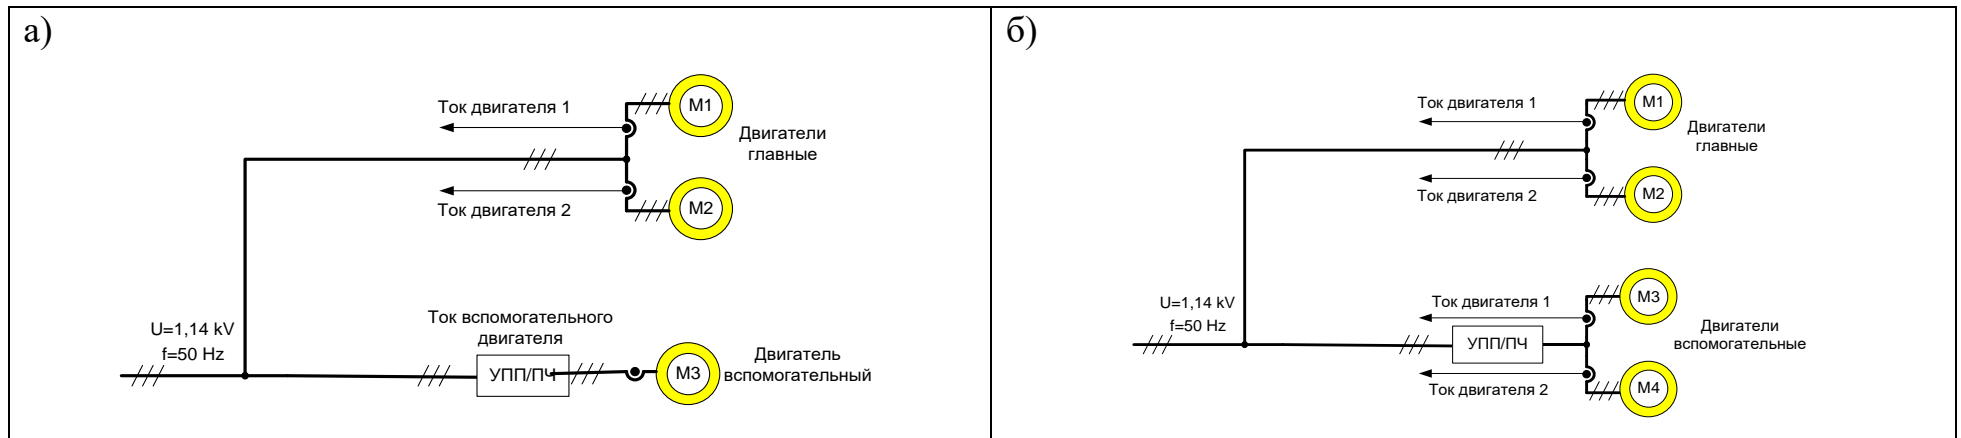 а)
Ток двигателя 1
M1
Двигатели
главные
Ток двигателя 2
M2
U=1,14 kV
f=50 Hz
Ток вспомогательного
двигателя
УПП/ПЧ
M3
Двигатель
вспомогательный
б)
Ток двигателя 1
M1
Двигатели
главные
Ток двигателя 2
M2
U=1,14 kV
f=50 Hz
Ток двигателя 1
M3
УПП/ПЧ
Двигатели
вспомогательные
Ток двигателя 2
M4